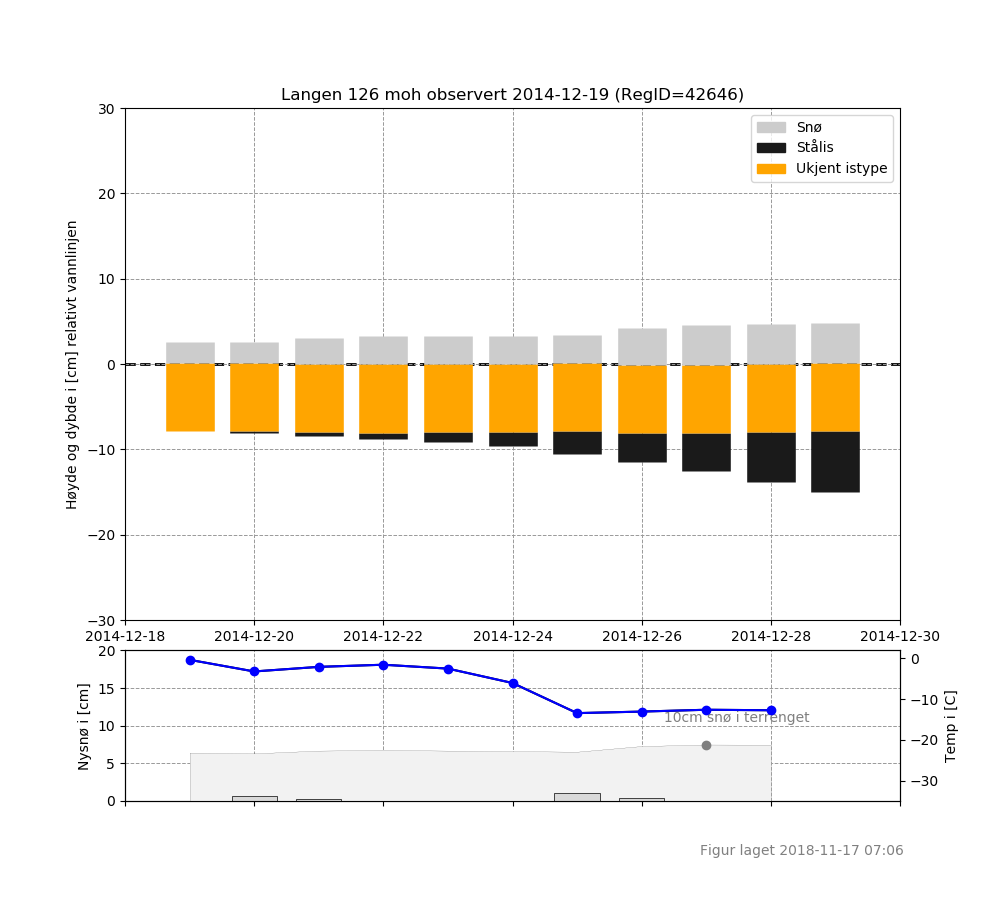 Langen 126 moh observert 2014-12-19 (RegID=42646)
30
20
10
0
−10
−20
−30
Høyde og dybde i [cm] relativt vannlinjen
Snø
Stålis
Ukjent istype
2014-12-18 2014-12-20 2014-12-22 2014-12-24 2014-12-26 2014-12-28 2014-12-30
20
15
10
5
0
Nysnø i [cm]
10cm snø i terrenget
0
−10
−20
−30
Temp i [C]
Figur laget 2018-11-17 07:06